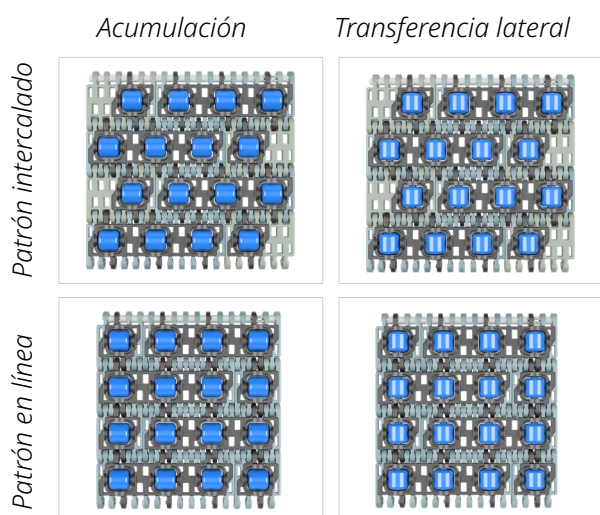 Acumulación
Transferencia lateral
Patrón intercalado
Patrón en línea